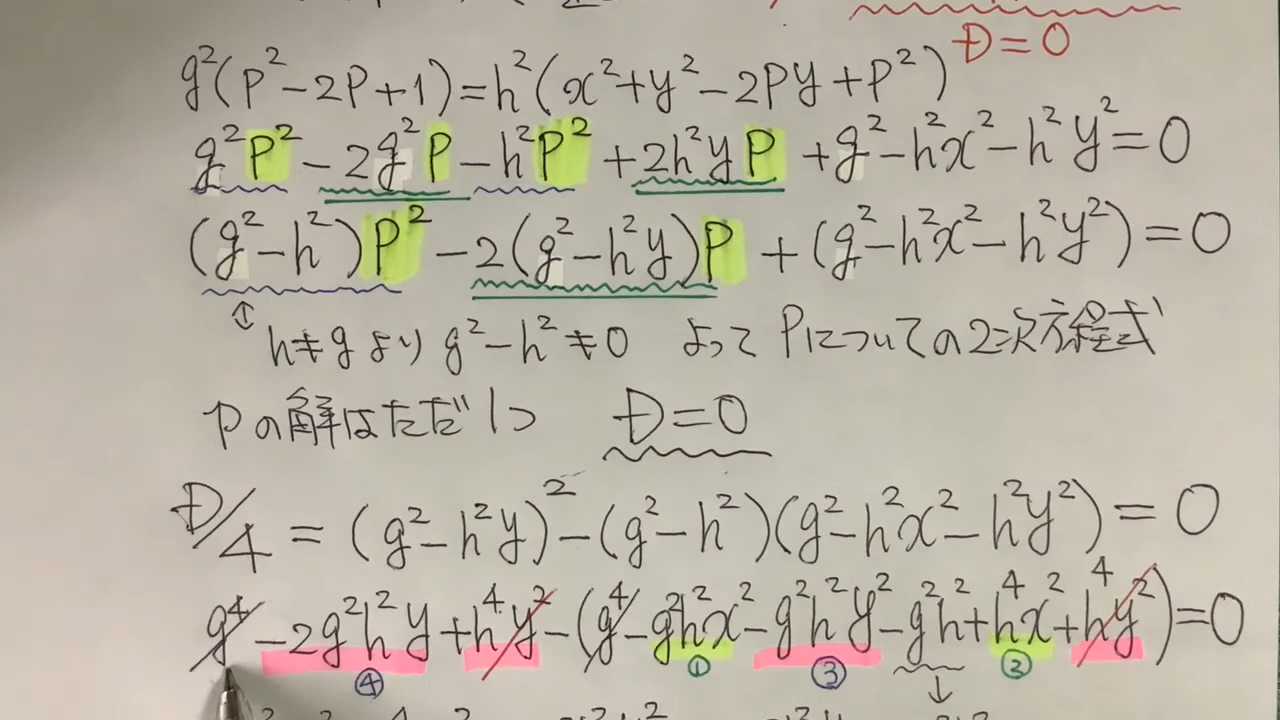 D=0
g²(P²-2P+1)=h²(x²+y²-2Py+P²)
g²P²-2g²P-h²P²+2h²yP+g²-h²x²-h²y²=0
(g²-h²)P²-2(g²-h²y)P+(g²-h²x²-h²y²)=0
↑
h≠gより g²-h²≠0 よって Pについての2次方程式
Pの解はただ1つ D=0
D/4=(g²-h²y)²-(g²-h²)(g²-h²x²-h²y²)=0
g⁴-2g²h²y+h⁴y²-(g⁴-g²h²x²-g²h²y²-g²h²+h⁴x²+h⁴y²)=0
④ ① ③ ↓ ②